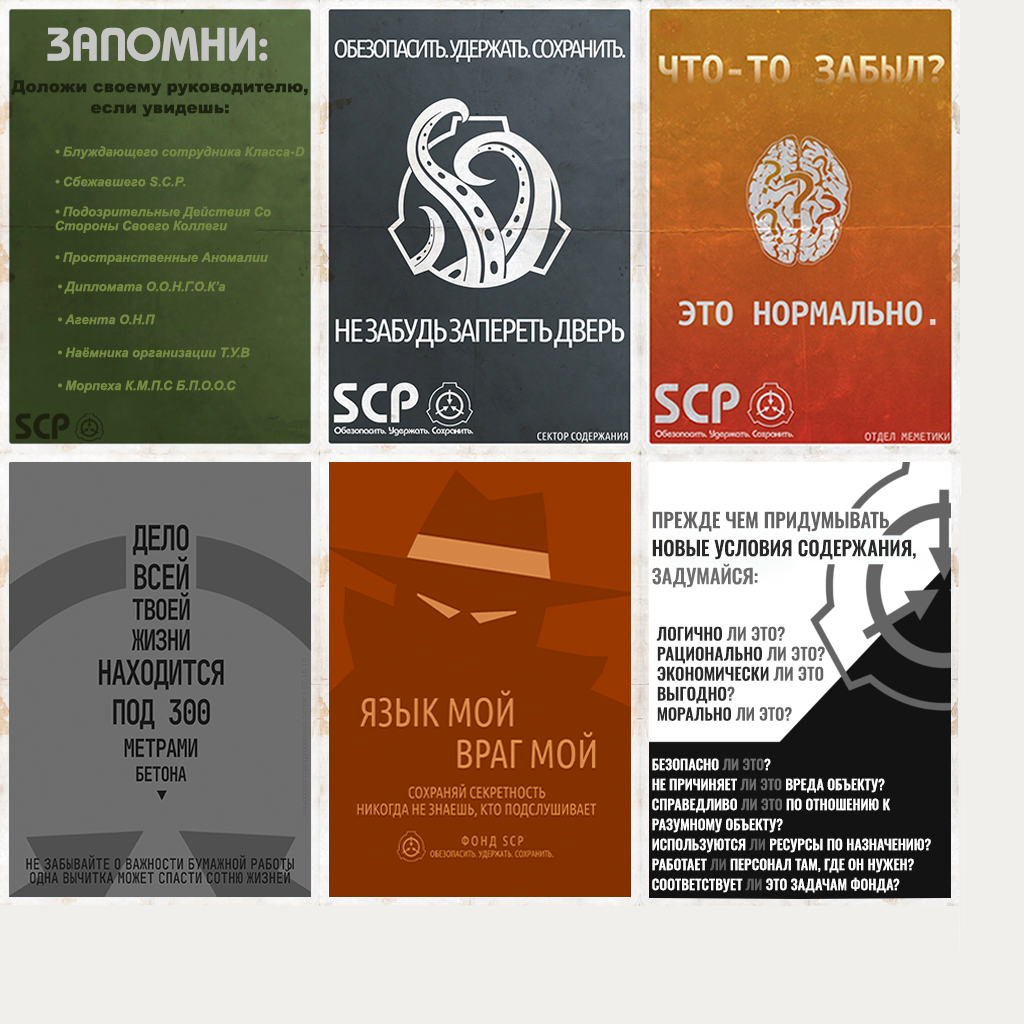 ЗАПОМНИ:
Доложи своему руководителю,
если увидешь:
• Блуждающего сотрудника Класса-D
• Сбежавшего S.C.P.
• Подозрительные Действия Со
Стороны Своего Коллеги
• Пространственные Аномалии
• Дипломата О.О.Н.Г.О.К'а
• Агента О.Н.П
• Наёмника организации Т.У.В
• Морпеха К.М.П.С Б.П.О.О.С
SCP
ОБЕЗОПАСИТЬ. УДЕРЖАТЬ. СОХРАНИТЬ.
НЕ ЗАБУДЬ ЗАПЕРЕТЬ ДВЕРЬ
SCP
Обезопасить. Удержать. Сохранить.
СЕКТОР СОДЕРЖАНИЯ
ЧТО-ТО ЗАБЫЛ?
ЭТО НОРМАЛЬНО.
SCP
Обезопасить. Удержать. Сохранить.
ОТДЕЛ МЕМЕТИКИ
ДЕЛО
ВСЕЙ
ТВОЕЙ
ЖИЗНИ
НАХОДИТСЯ
ПОД 300
МЕТРАМИ
БЕТОНА
НЕ ЗАБЫВАЙТЕ О ВАЖНОСТИ БУМАЖНОЙ РАБОТЫ
ОДНА ВЫЧИТКА МОЖЕТ СПАСТИ СОТНЮ ЖИЗНЕЙ
ЯЗЫК МОЙ
ВРАГ МОЙ
СОХРАНЯЙ СЕКРЕТНОСТЬ
НИКОГДА НЕ ЗНАЕШЬ, КТО ПОДСЛУШИВАЕТ
ФОНД SCP
ОБЕЗОПАСИТЬ. УДЕРЖАТЬ. СОХРАНИТЬ.
ПРЕЖДЕ ЧЕМ ПРИДУМЫВАТЬ
НОВЫЕ УСЛОВИЯ СОДЕРЖАНИЯ,
ЗАДУМАЙСЯ:
ЛОГИЧНО ЛИ ЭТО?
РАЦИОНАЛЬНО ЛИ ЭТО?
ЭКОНОМИЧЕСКИ ЛИ ЭТО
ВЫГОДНО?
МОРАЛЬНО ЛИ ЭТО?
БЕЗОПАСНО ЛИ ЭТО?
НЕ ПРИЧИНЯЕТ ЛИ ЭТО ВРЕДА ОБЪЕКТУ?
СПРАВЕДЛИВО ЛИ ЭТО ПО ОТНОШЕНИЮ К
РАЗУМНОМУ ОБЪЕКТУ?
ИСПОЛЬЗУЮТСЯ ЛИ РЕСУРСЫ ПО НАЗНАЧЕНИЮ?
РАБОТАЕТ ЛИ ПЕРСОНАЛ ТАМ, ГДЕ ОН НУЖЕН?
СООТВЕТСТВУЕТ ЛИ ЭТО ЗАДАЧАМ ФОНДА?